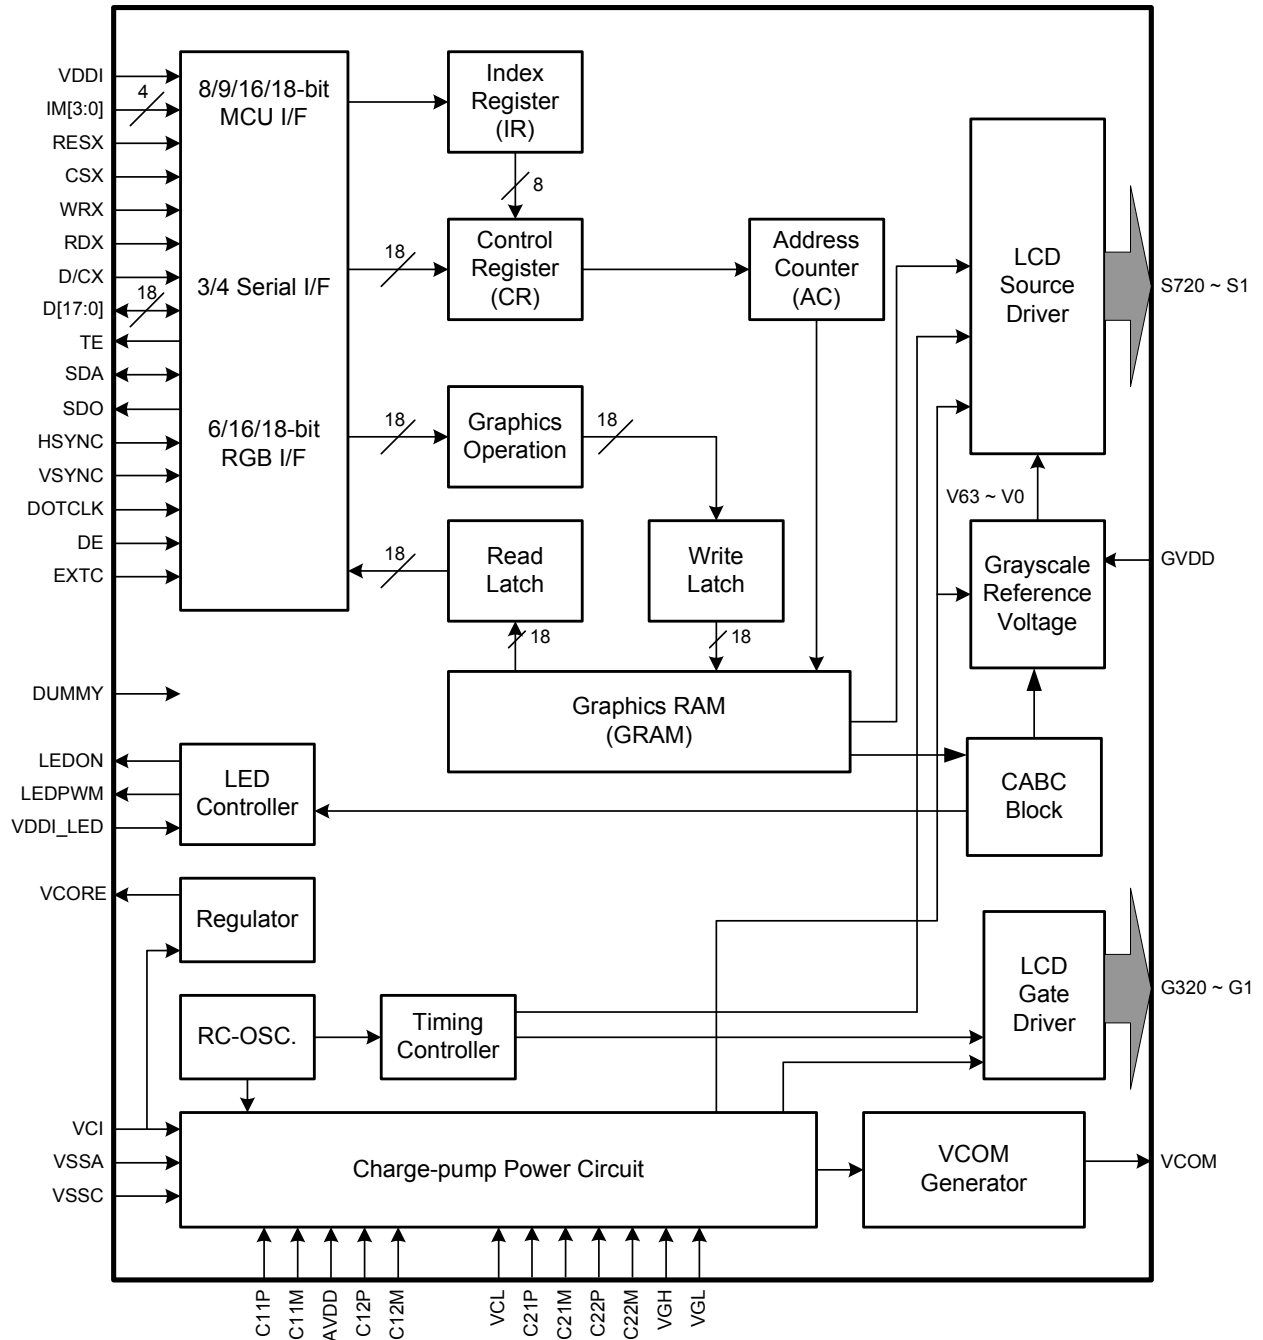 VDDI
IM[3:0]
4
RESX
CSX
WRX
RDX
D/CX
D[17:0]
18
TE
SDA
SDO
HSYNC
VSYNC
DOTCLK
DE
EXTC
DUMMY
LEDON
LEDPWM
VDDI_LED
VCORE
VCI
VSSA
VSSC
8/9/16/18-bit
MCU I/F
3/4 Serial I/F
6/16/18-bit
RGB I/F
Index
Register
(IR)
8
18
Control
Register
(CR)
Address
Counter
(AC)
18
Graphics
Operation
18
18
Read
Latch
Write
Latch
18
18
Graphics RAM
(GRAM)
LCD
Source
Driver
S720 ~ S1
V63 ~ V0
Grayscale
Reference
Voltage
GVDD
CABC
Block
LED
Controller
Regulator
RC-OSC.
Timing
Controller
LCD
Gate
Driver
G320 ~ G1
Charge-pump Power Circuit
VCOM
Generator
VCOM
C11P
C11M
AVDD
C12P
C12M
VCL
C21P
C21M
C22P
C22M
VGH
VGL